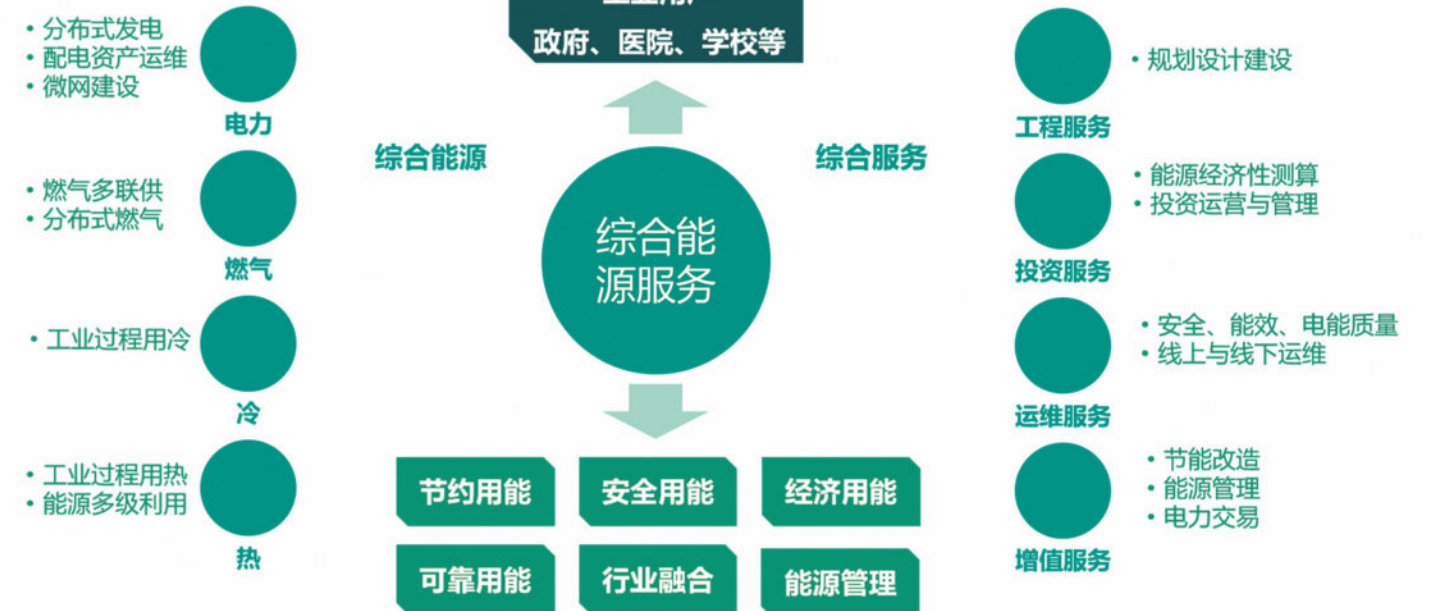 • 分布式发电
• 配电资产运维
• 微网建设
电力
• 燃气多联供
• 分布式燃气
燃气
• 工业过程用冷
冷
• 工业过程用热
• 能源多级利用
热
政府、医院、学校等
综合能源
综合服务
综合能
源服务
节约用能
安全用能
经济用能
可靠用能
行业融合
能源管理
• 规划设计建设
工程服务
• 能源经济性测算
• 投资运营与管理
投资服务
• 安全、能效、电能质量
• 线上与线下运维
运维服务
• 节能改造
• 能源管理
• 电力交易
增值服务